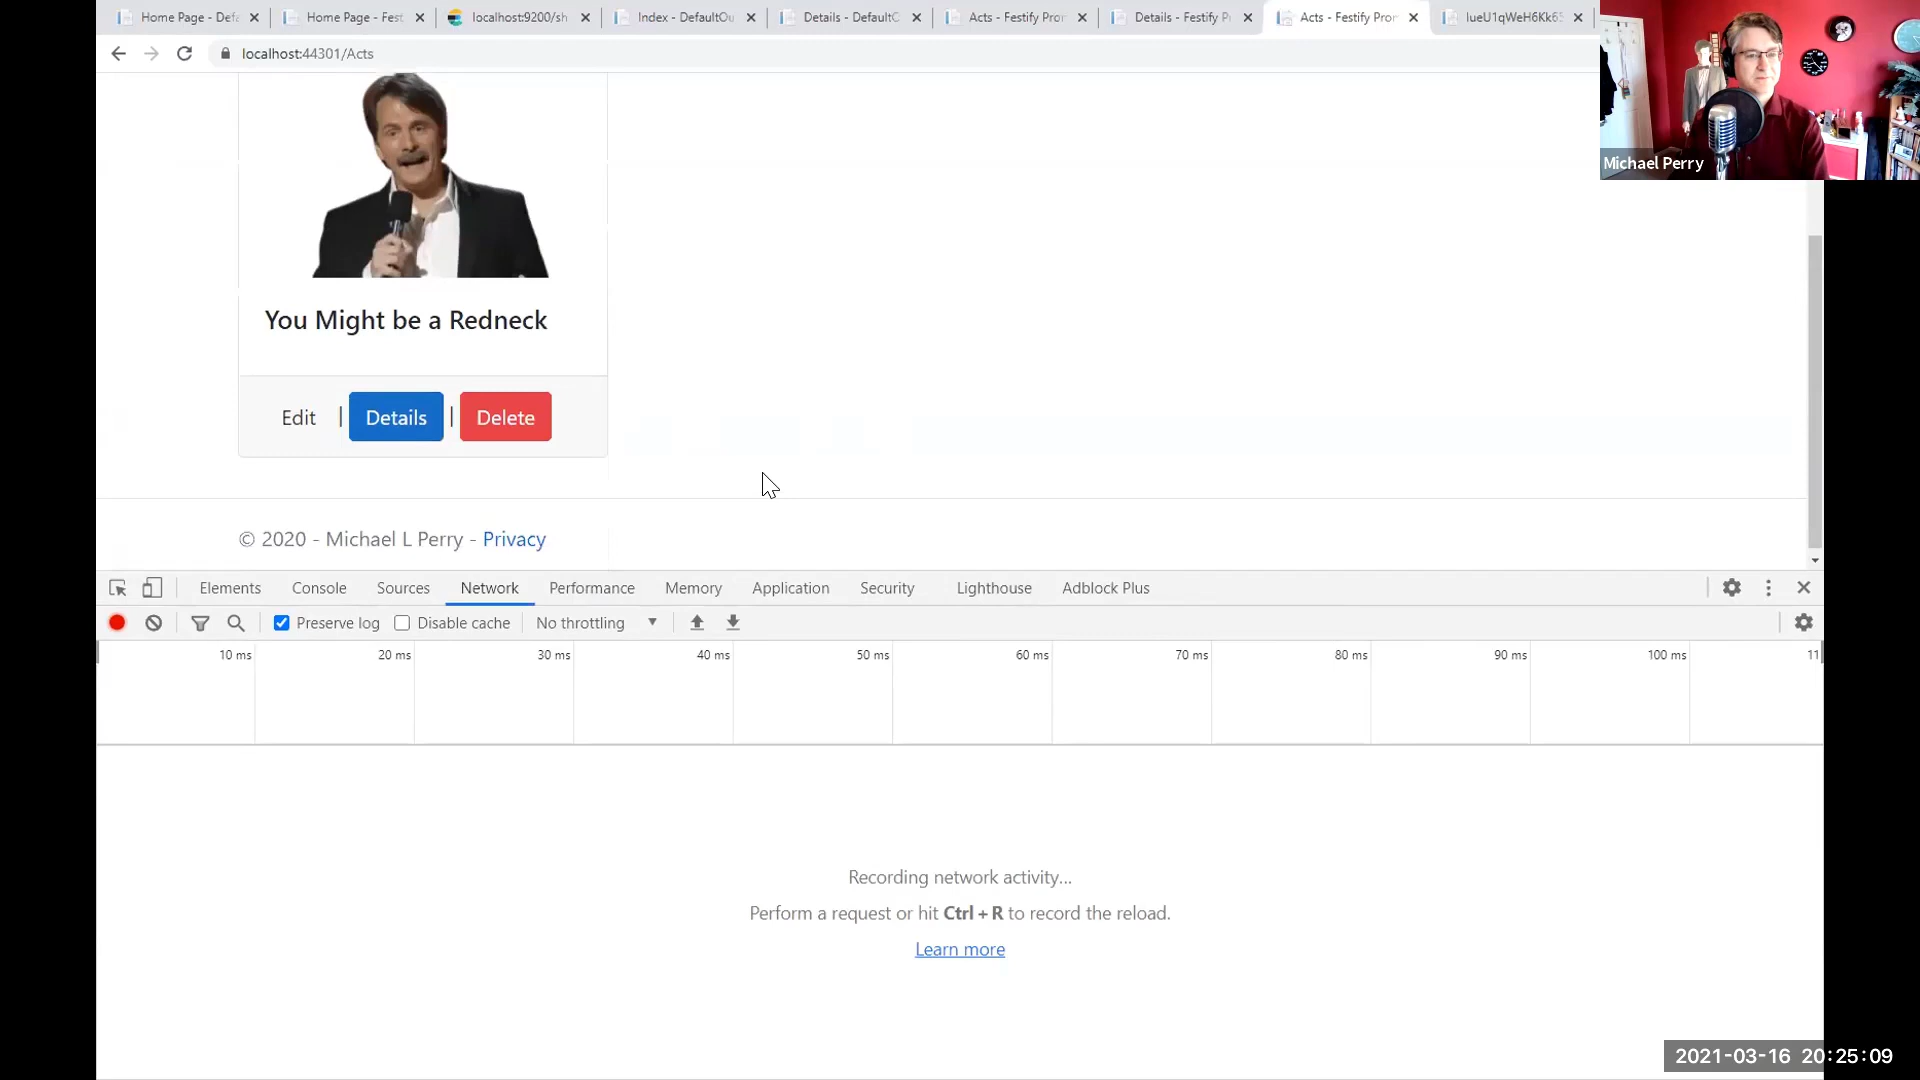 Home Page - Defa
Home Page - Fest
localhost:9200/sh
Index - DefaultOu
Details - DefaultC
Acts - Festify Pror
Details - Festify P
Acts - Festify Pror
localhost:44301/Acts
You Might be a Redneck
Edit | Details | Delete
© 2020 - Michael L Perry - Privacy
Michael Perry
Elements Console Sources Network Performance Memory Application Security Lighthouse Adblock Plus
Preserve log Disable cache No throttling
10 ms 20 ms 30 ms 40 ms 50 ms 60 ms 70 ms 80 ms 90 ms 100 ms 11
Recording network activity...
Perform a request or hit Ctrl + R to record the reload.
Learn more
2021-03-16 20:25:09